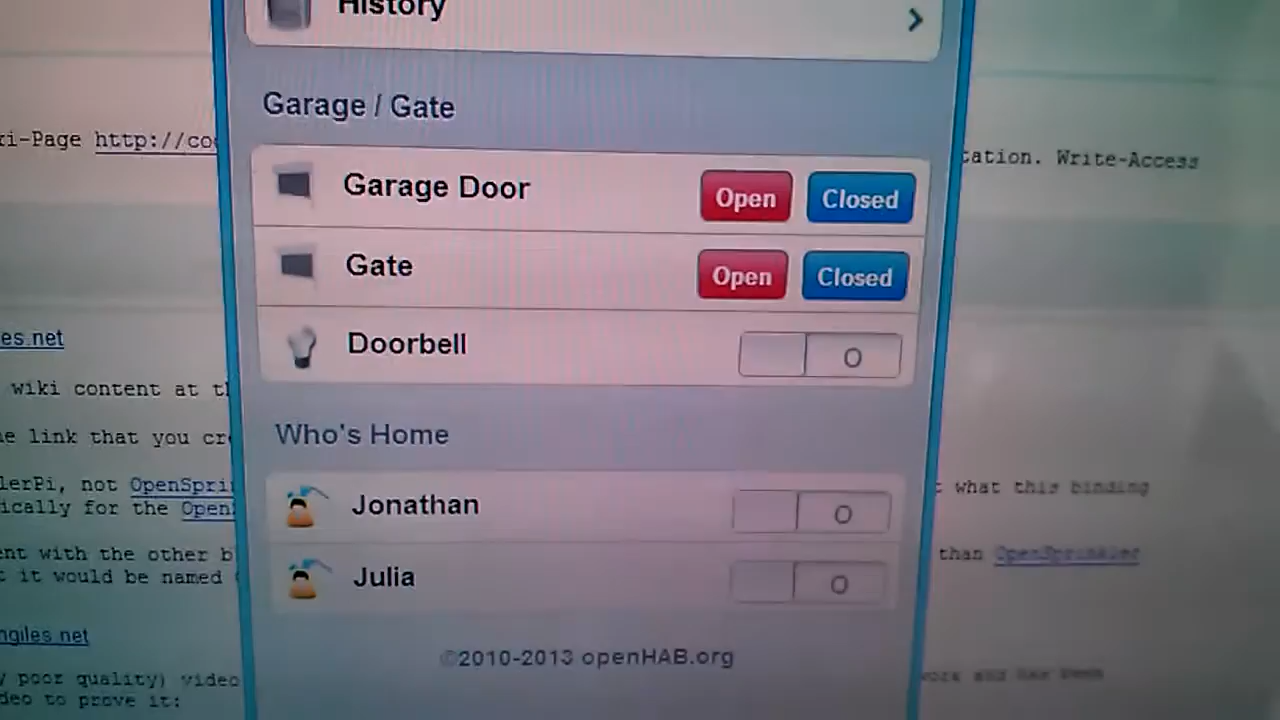 History
Garage / Gate
ki-Page http://co
tation. Write-Access
Garage Door Open Closed
Gate Open Closed
es.net
Doorbell O
wiki content at t
e link that you cr
Who's Home
lerPi, not OpenSpri
what this binding
ically for the Open
Jonathan O
nt with the other b
than OpenSprinkler
it would be named
Julia O
ngiles.net
©2010-2013 openHAB.org
poor quality) video
deo to prove it: